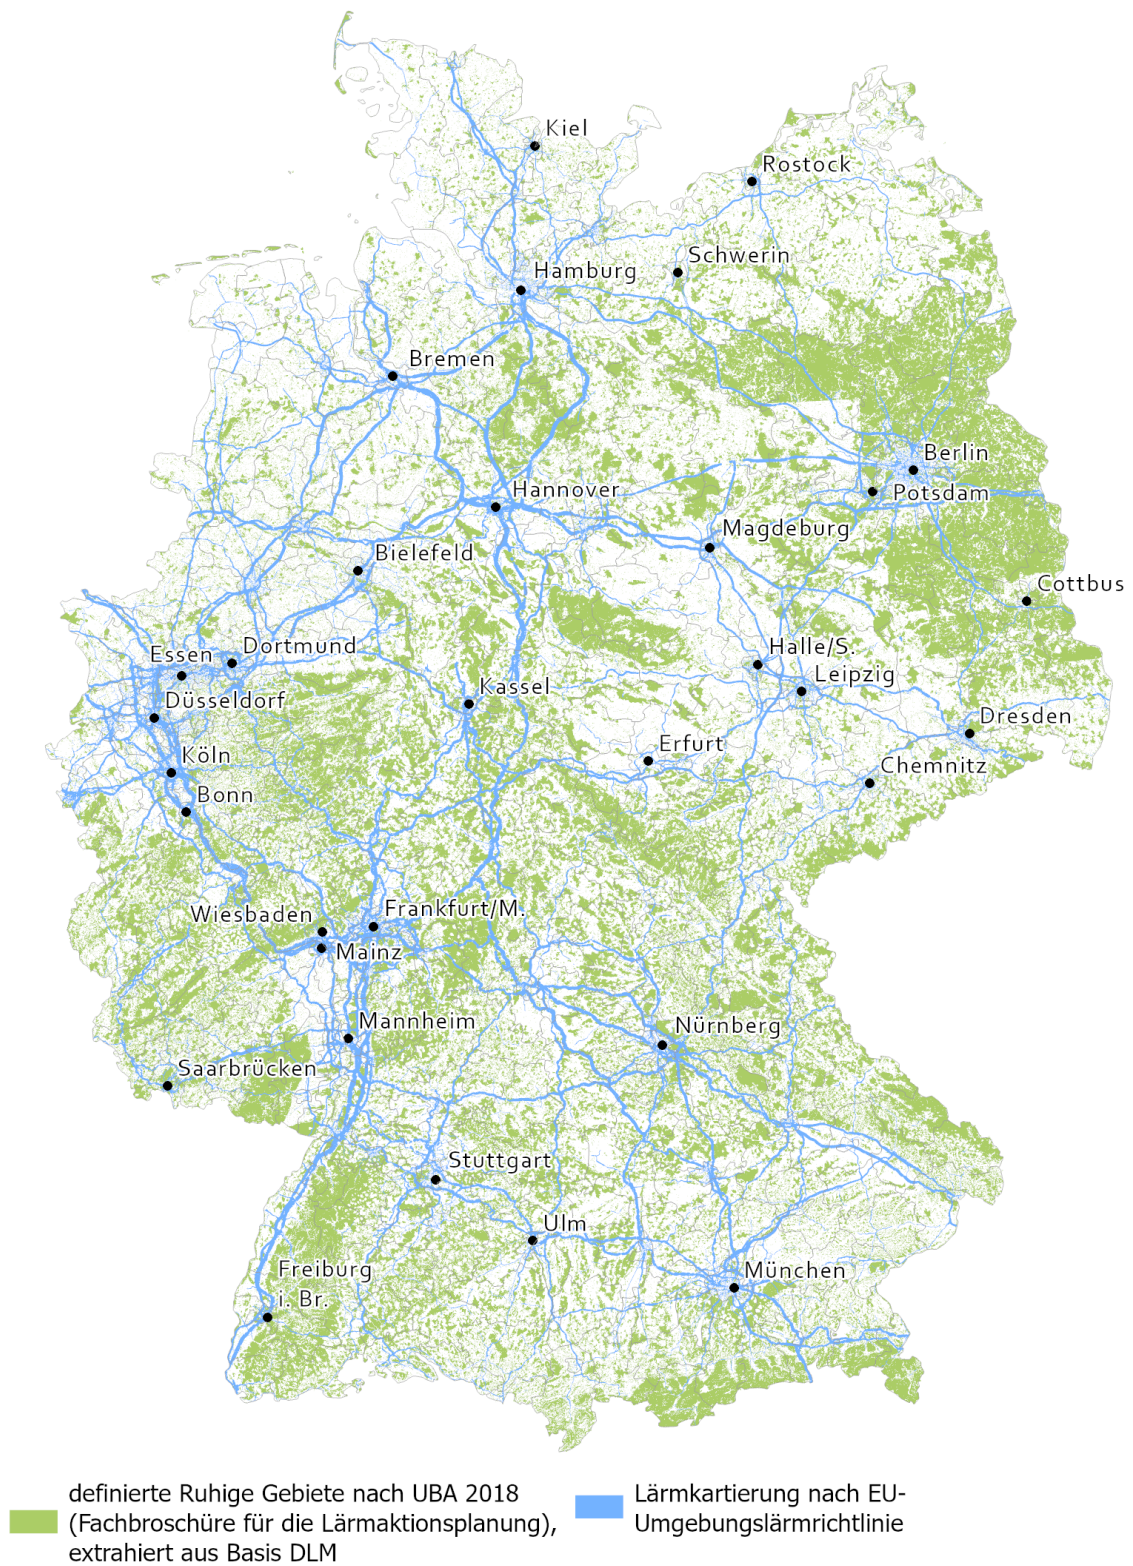 Kiel
Rostock
Schwerin
Hamburg
Bremen
Berlin
Hannover
Potsdam
Magdeburg
Bielefeld
Cottbus
Essen
Dortmund
Halle/S.
Leipzig
Düsseldorf
Kassel
Dresden
Erfurt
Köln
Chemnitz
Bonn
Wiesbaden
Frankfurt/M.
Mainz
Mannheim
Nürnberg
Saarbrücken
Stuttgart
Ulm
Freiburg
i. Br.
München
definierte Ruhige Gebiete nach UBA 2018
(Fachbroschüre für die Lärmaktionsplanung),
extrahiert aus Basis DLM
Lärmkartierung nach EU-
Umgebungslärmrichtlinie